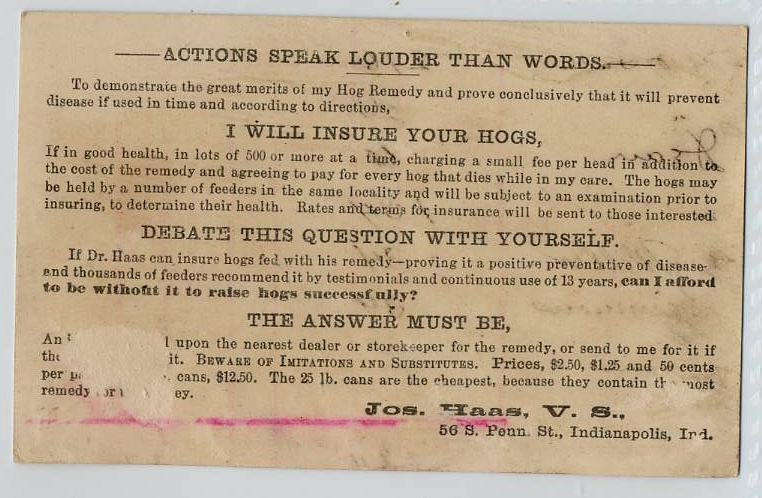 ACTIONS SPEAK LOUDER THAN WORDS.
To demonstrate the great merits of my Hog Remedy and prove conclusively that it will prevent
disease if used in time and according to directions,
I WILL INSURE YOUR HOGS,
If in good health, in lots of 500 or more at a time, charging a small fee per head in addition to
the cost of the remedy and agreeing to pay for every hog that dies while in my care. The hogs may
be held by a number of feeders in the same locality and will be subject to an examination prior to
insuring, to determine their health. Rates and terms for insurance will be sent to those interested.
DEBATE THIS QUESTION WITH YOURSELF.
If Dr. Haas can insure hogs fed with his remedy—proving it a positive preventative of disease-
and thousands of feeders recommend it by testimonials and continuous use of 13 years, can I afford
to be without it to raise hogs successfully?
THE ANSWER MUST BE,
upon the nearest dealer or storekeeper for the remedy, or send to me for it if
it. BEWARE OF IMITATIONS AND SUBSTITUTES. Prices, $2.50, $1.25 and 50 cents
per cans, $12.50. The 25 lb. cans are the cheapest, because they contain the most
remedy
Jos. Haas, V. S.,
56 S. Penn. St., Indianapolis, Ind.